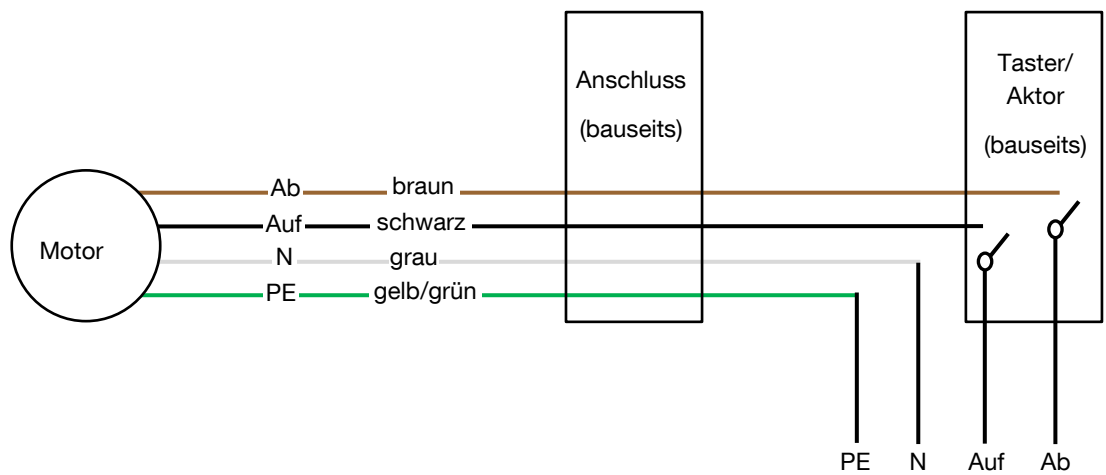 Anschluss
(bauseits)
Taster/
Aktor
(bauseits)
Motor
Ab braun
Auf schwarz
N grau
PE gelb/grün
PE N Auf Ab